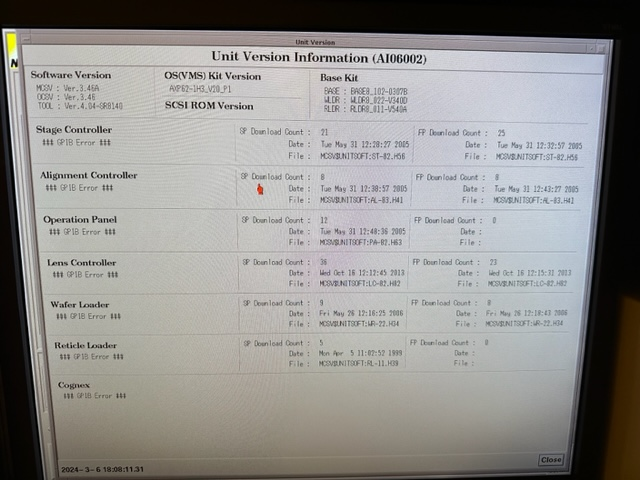 Unit Version
Unit Version Information (AI06002)
Software Version
MCSV : Ver.3.46A
OCSV : Ver.3.46
TOOL : Ver.4.04-GR8140
OS(VMS) Kit Version
AXP62-1H3_V10_P1
SCSI ROM Version
Base Kit
BASE : BASE8_102-0307B
WLDR : WLDR8_022-V340D
RLDR : RLDR8_011-V540A
Stage Controller
### GPIB Error ###
SP Download Count : 21
Date : Tue May 31 12:28:27 2005
File : MCSV$UNITSOFT:ST-82.H56
FP Download Count : 25
Date : Tue May 31 12:32:57 2005
File : MCSV$UNITSOFT:ST-82.H56
Alignment Controller
### GPIB Error ###
SP Download Count : 8
Date : Tue May 31 12:38:57 2005
File : MCSV$UNITSOFT:AL-83.H41
FP Download Count : 8
Date : Tue May 31 12:43:27 2005
File : MCSV$UNITSOFT:AL-83.H41
Operation Panel
### GPIB Error ###
SP Download Count : 12
Date : Tue May 31 12:48:36 2005
File : MCSV$UNITSOFT:PA-82.H63
FP Download Count : 0
Date :
File :
Lens Controller
### GPIB Error ###
SP Download Count : 36
Date : Wed Oct 16 12:12:45 2013
File : MCSV$UNITSOFT:LC-82.H82
FP Download Count : 23
Date : Wed Oct 16 12:15:31 2013
File : MCSV$UNITSOFT:LC-82.H82
Wafer Loader
### GPIB Error ###
SP Download Count : 9
Date : Fri May 26 12:16:25 2006
File : MCSV$UNITSOFT:WR-22.H34
FP Download Count : 8
Date : Fri May 26 12:18:43 2006
File : MCSV$UNITSOFT:WR-22.H34
Reticle Loader
### GPIB Error ###
SP Download Count : 5
Date : Mon Apr 5 11:02:52 1999
File : MCSV$UNITSOFT:RL-11.H39
FP Download Count : 0
Date :
File :
Cognex
### GPIB Error ###
2024- 3- 6 18:08:11.31
Close